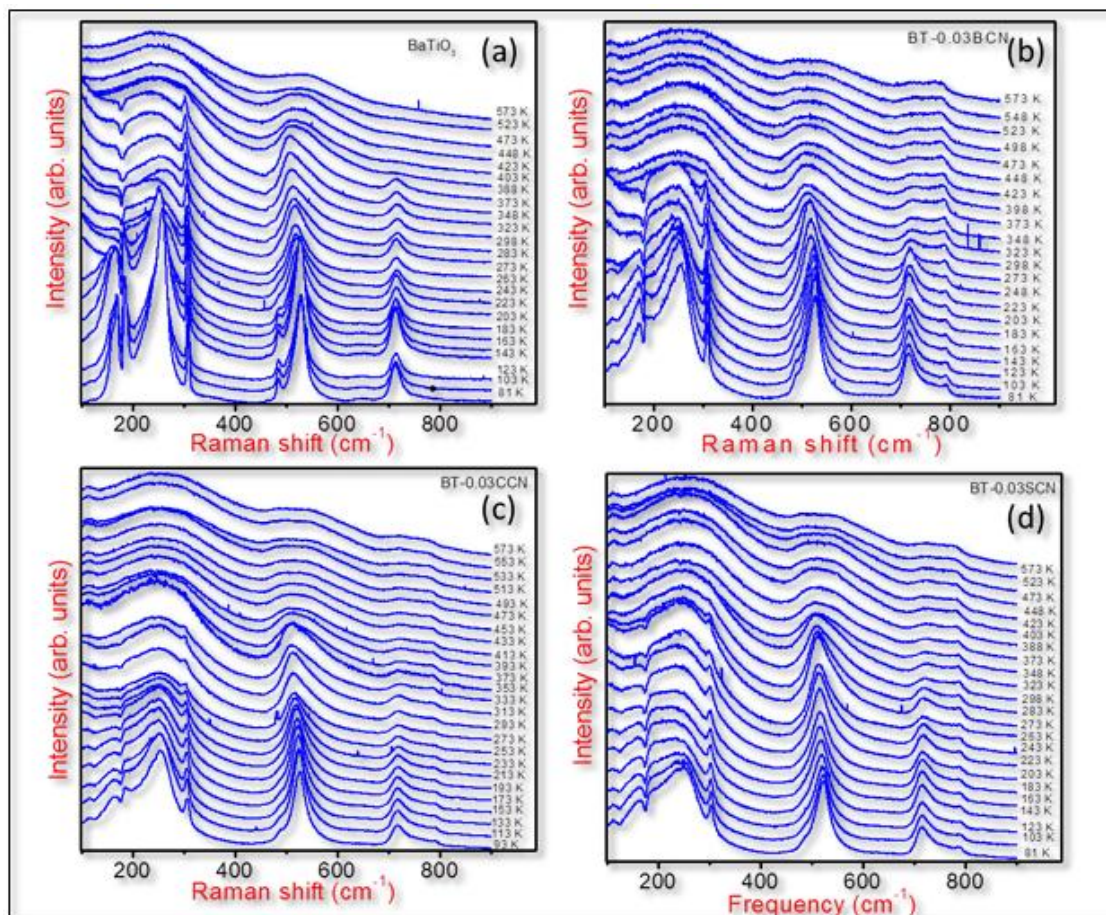 (a)
BaTiO₃
Intensity (arb. units)
573 K
523 K
473 K
448 K
423 K
403 K
388 K
373 K
348 K
323 K
298 K
283 K
273 K
253 K
243 K
223 K
203 K
183 K
163 K
143 K
123 K
103 K
81 K
200 400 600 800
Raman shift (cm⁻¹)
(b)
BT-0.03BCN
Intensity (arb. units)
573 K
548 K
523 K
498 K
473 K
448 K
423 K
398 K
373 K
348 K
323 K
298 K
273 K
248 K
223 K
203 K
183 K
163 K
143 K
123 K
103 K
81 K
200 400 600 800
Raman shift (cm⁻¹)
(c)
BT-0.03CCN
Intensity (arb. units)
573 K
553 K
533 K
513 K
493 K
473 K
453 K
433 K
413 K
393 K
373 K
353 K
333 K
313 K
293 K
273 K
253 K
233 K
213 K
193 K
173 K
153 K
133 K
113 K
93 K
200 400 600 800
Raman shift (cm⁻¹)
(d)
BT-0.03SCN
Intensity (arb. units)
573 K
523 K
473 K
448 K
423 K
403 K
388 K
373 K
348 K
323 K
298 K
283 K
273 K
253 K
243 K
223 K
203 K
183 K
163 K
143 K
123 K
103 K
81 K
200 400 600 800
Frequency (cm⁻¹)